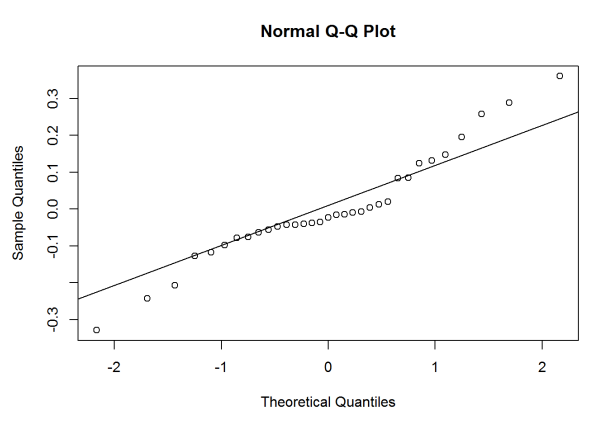 Normal Q-Q Plot
Sample Quantiles
0.3
0.2
0.1
0.0
-0.1
-0.3
-2 -1 0 1 2
Theoretical Quantiles